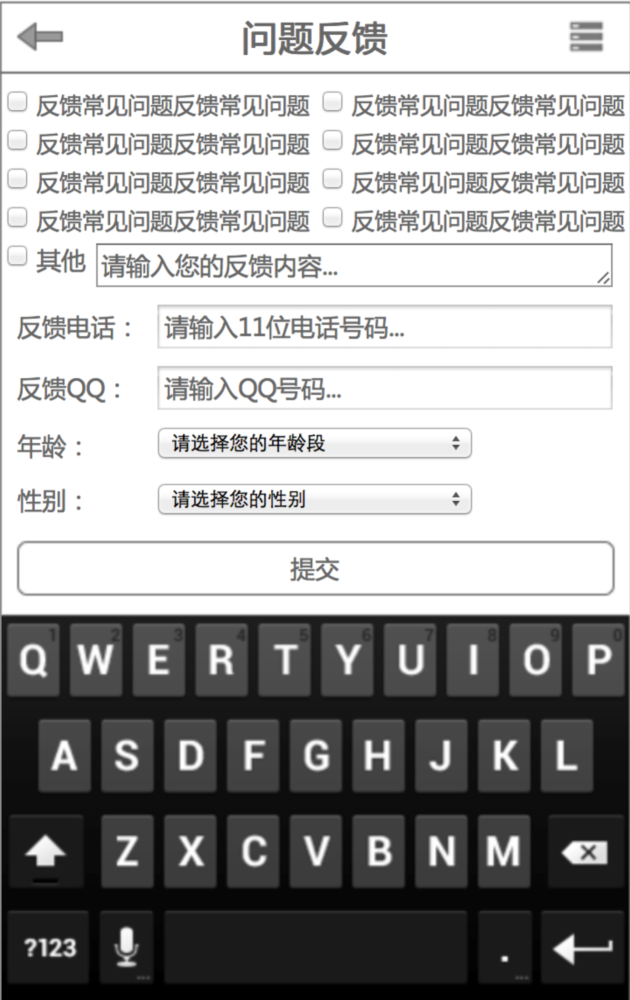 问题反馈
反馈常见问题反馈常见问题 反馈常见问题反馈常见问题
反馈常见问题反馈常见问题 反馈常见问题反馈常见问题
反馈常见问题反馈常见问题 反馈常见问题反馈常见问题
反馈常见问题反馈常见问题 反馈常见问题反馈常见问题
其他 请输入您的反馈内容...
反馈电话： 请输入11位电话号码...
反馈QQ： 请输入QQ号码...
年龄： 请选择您的年龄段
性别： 请选择您的性别
提交
1 2 3 4 5 6 7 8 9 0
Q W E R T Y U I O P
A S D F G H J K L
Z X C V B N M
?123 ... . ...